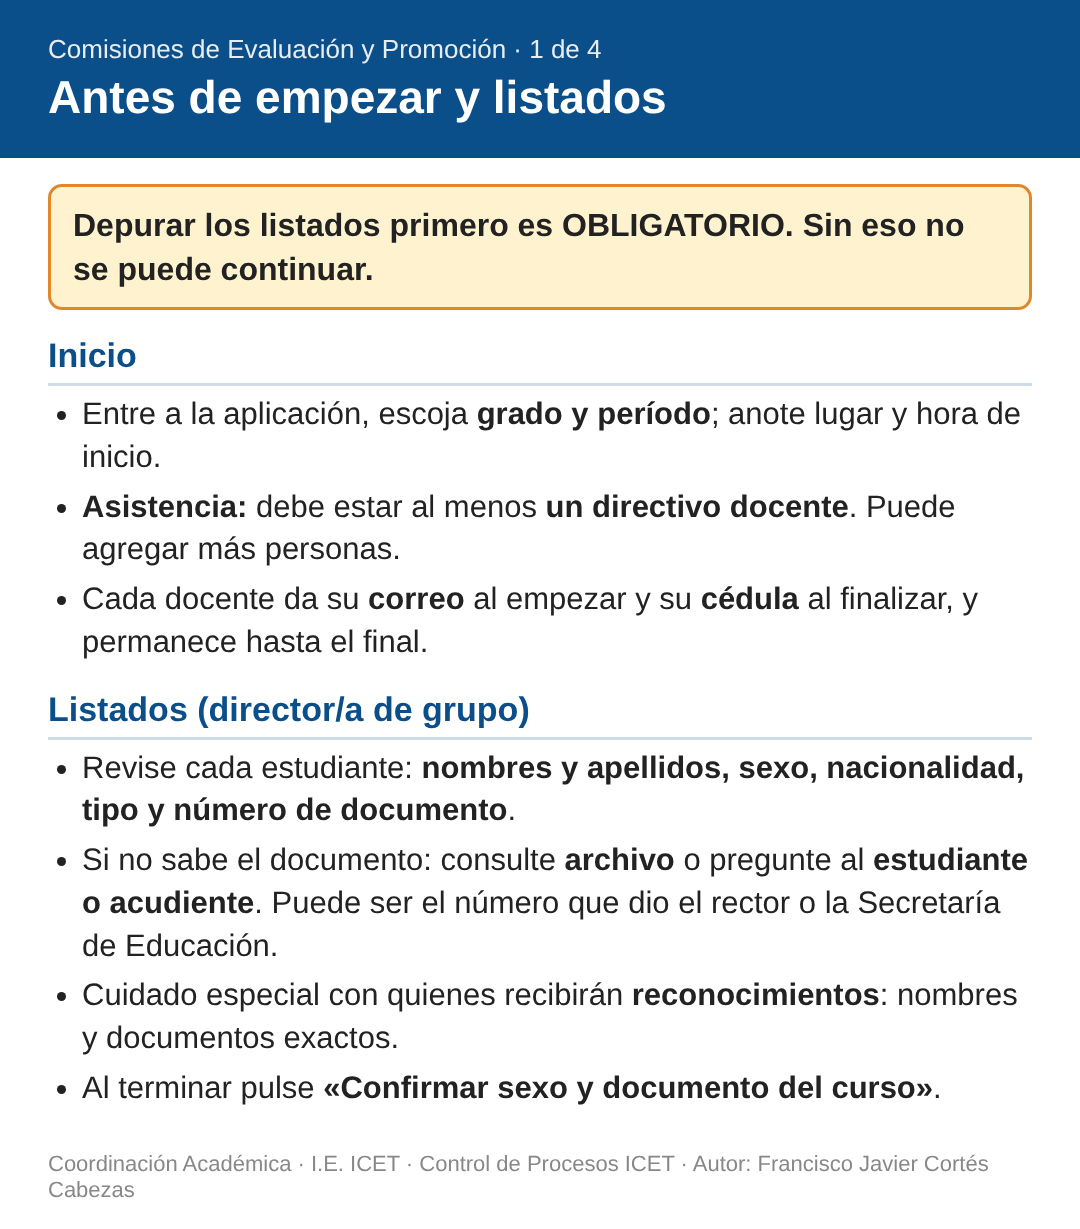 Comisiones de Evaluación y Promoción · 1 de 4
Antes de empezar y listados
Depurar los listados primero es OBLIGATORIO. Sin eso no
se puede continuar.
Inicio
• Entre a la aplicación, escoja grado y período; anote lugar y hora de
inicio.
• Asistencia: debe estar al menos un directivo docente. Puede
agregar más personas.
• Cada docente da su correo al empezar y su cédula al finalizar, y
permanece hasta el final.
Listados (director/a de grupo)
• Revise cada estudiante: nombres y apellidos, sexo, nacionalidad,
tipo y número de documento.
• Si no sabe el documento: consulte archivo o pregunte al estudiante
o acudiente. Puede ser el número que dio el rector o la Secretaría
de Educación.
• Cuidado especial con quienes recibirán reconocimientos: nombres
y documentos exactos.
• Al terminar pulse «Confirmar sexo y documento del curso».
Coordinación Académica · I.E. ICET · Control de Procesos ICET · Autor: Francisco Javier Cortés
Cabezas